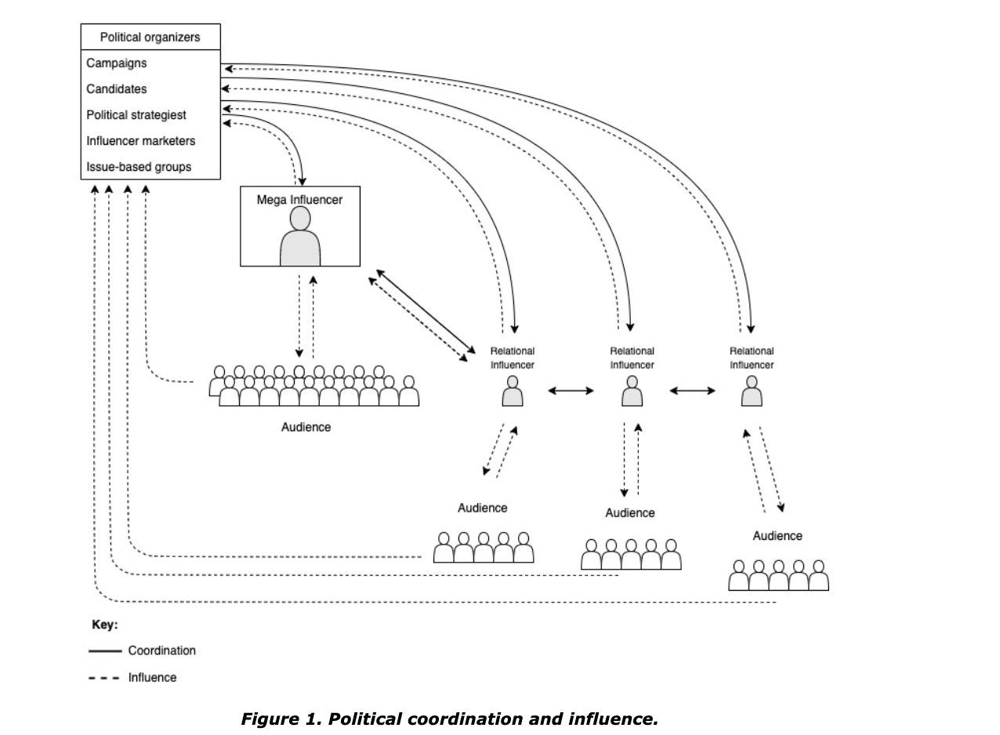 Political organizers
Campaigns
Candidates
Political strategiest
Influencer marketers
Issue-based groups
Mega Influencer
Relational
Influencer
Relational
Influencer
Relational
Influencer
Audience
Audience
Audience
Audience
Key:
Coordination
Influence
Figure 1. Political coordination and influence.